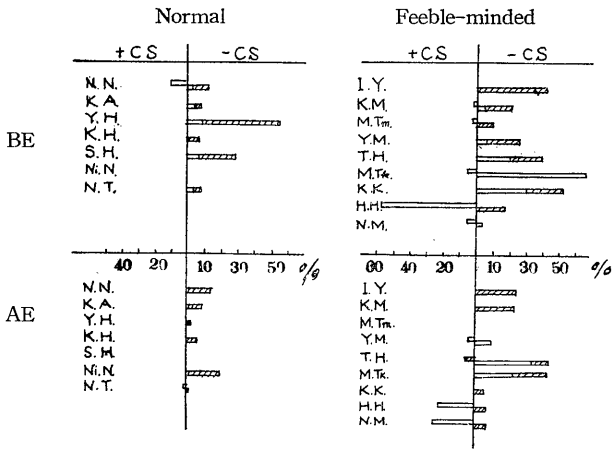 Normal
Feeble-minded
+CS -CS
+CS -CS
BE
N.N.
K.A.
Y.H.
K.H.
S.H.
Ni.N.
N.T.
I.Y.
K.M.
M.Tm.
Y.M.
T.H.
M.Tk.
K.K.
H.H.
N.M.
40 20 10 30 50 %
60 40 20 10 30 50 %
AE
N.N.
K.A.
Y.H.
K.H.
S.H.
Ni.N.
N.T.
I.Y.
K.M.
M.Tm.
Y.M.
T.H.
M.Tk.
K.K.
H.H.
N.M.